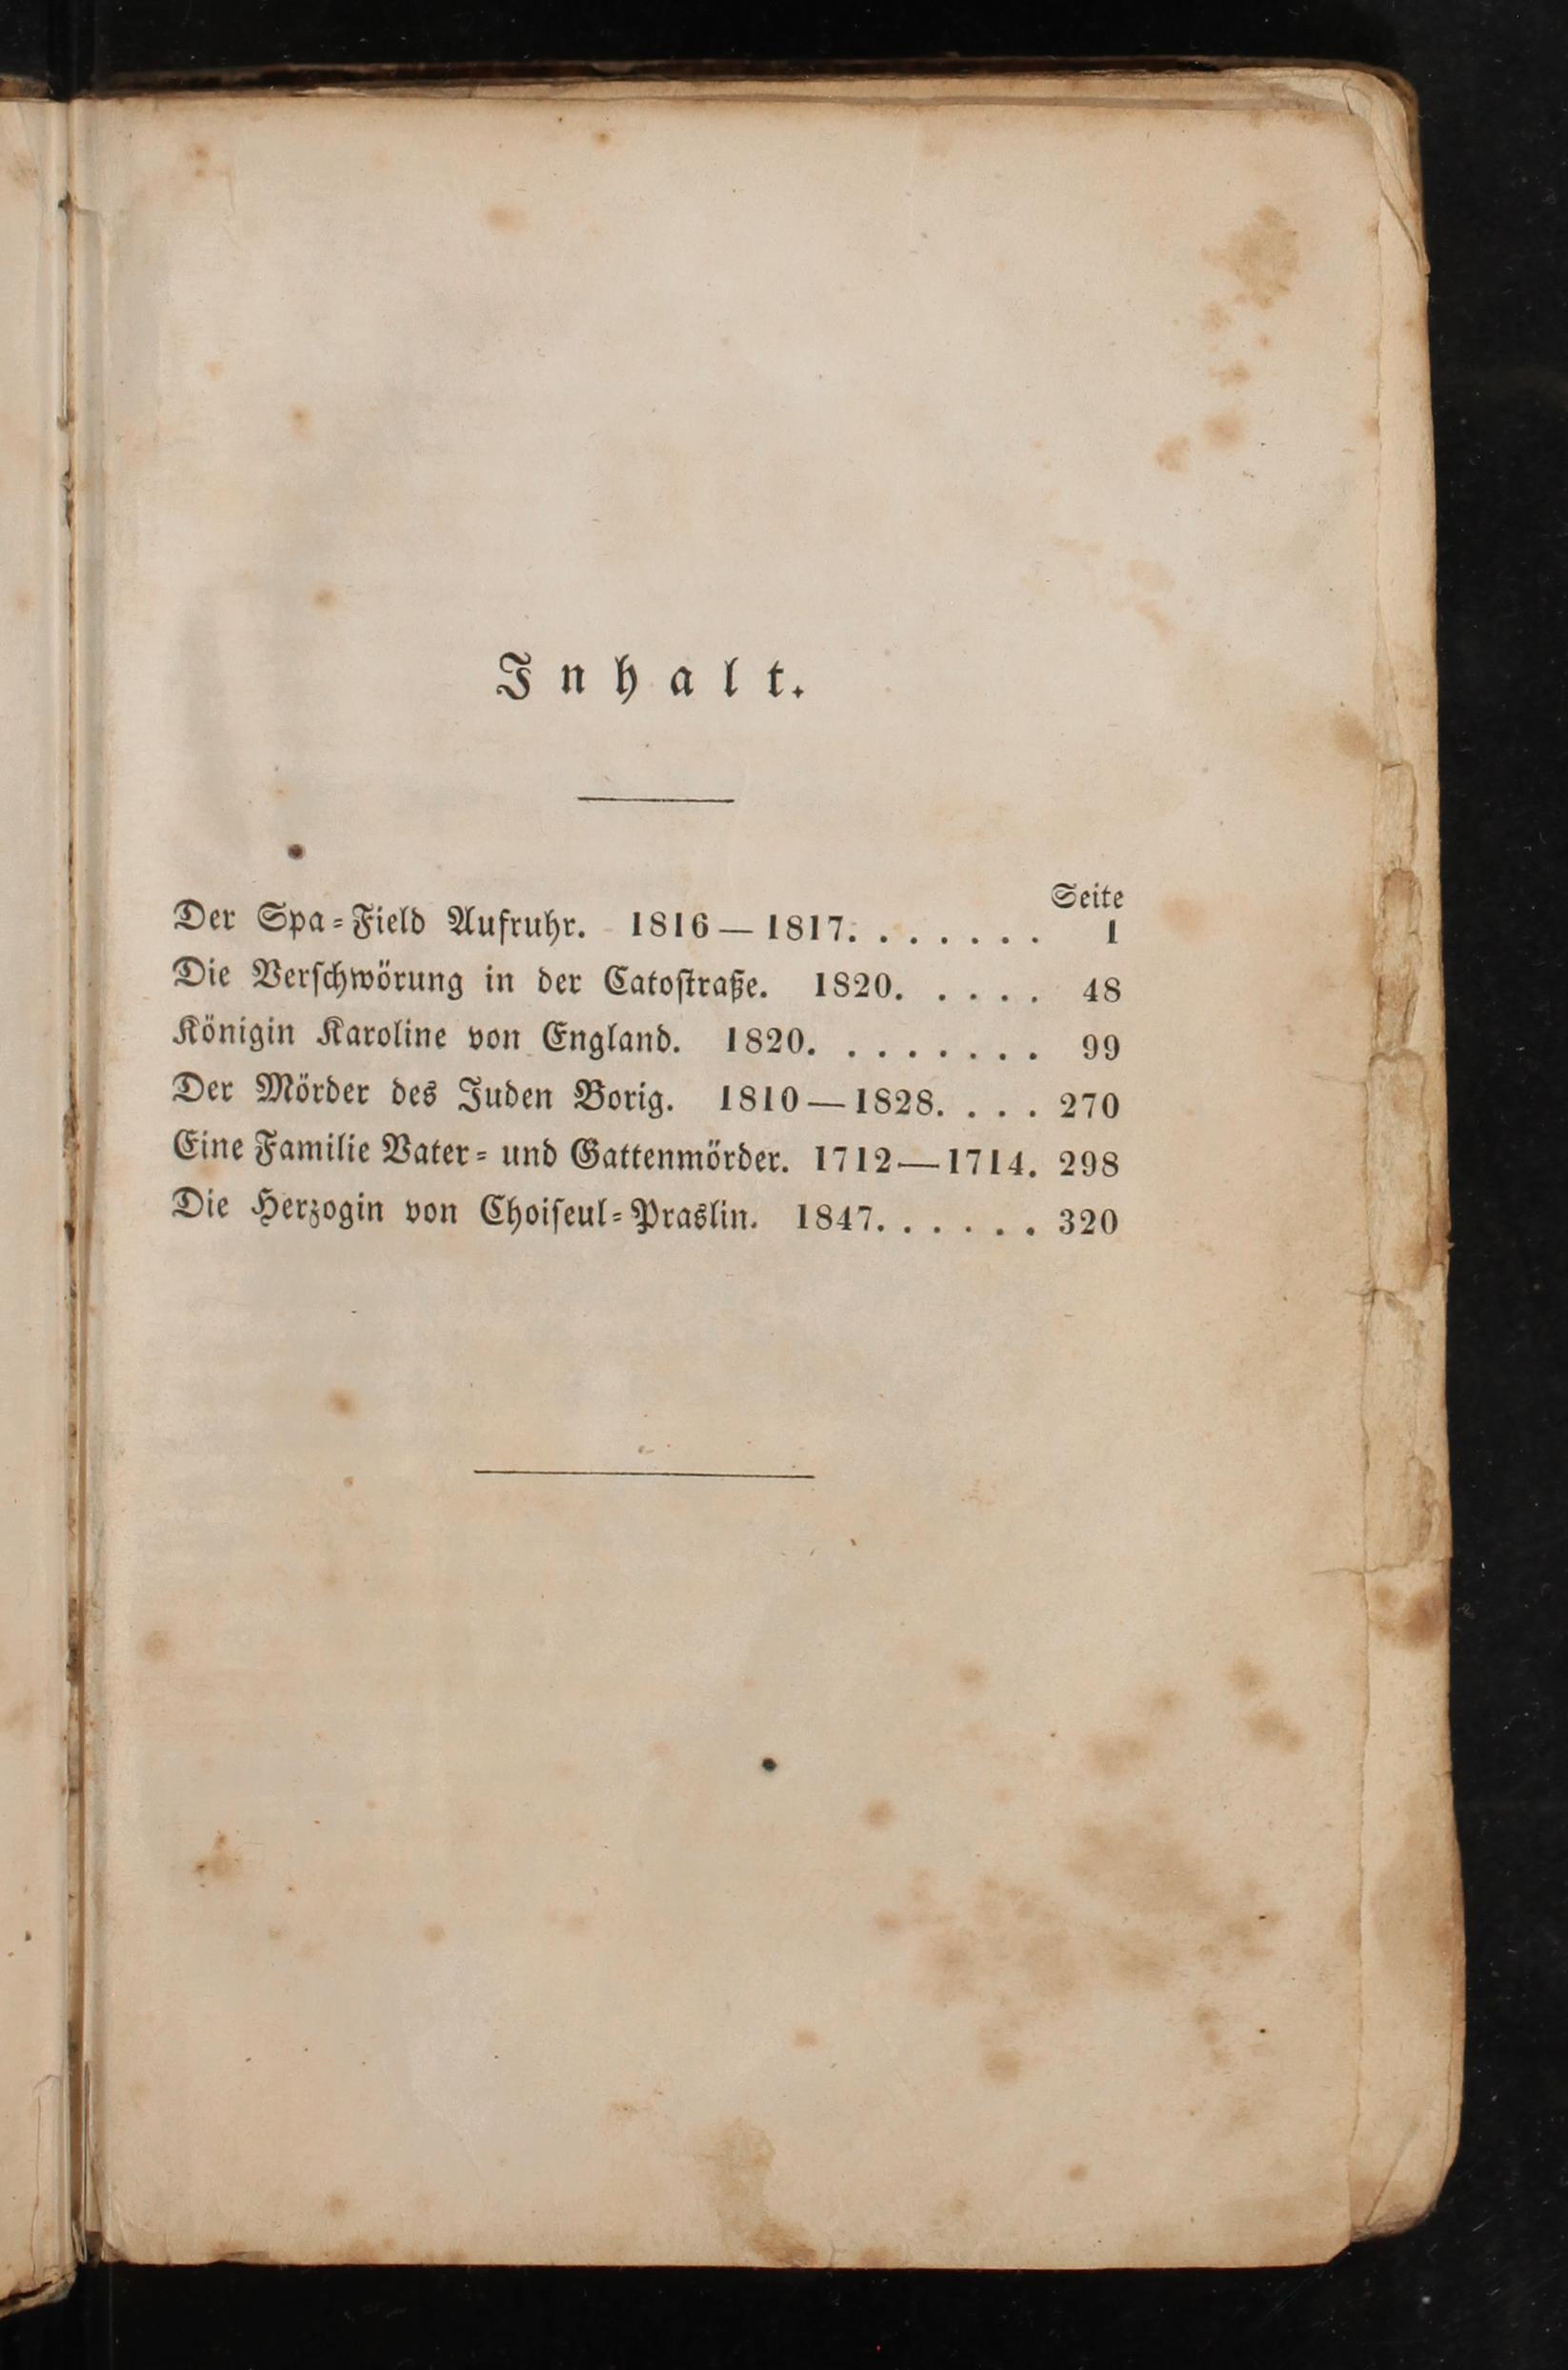 Inhalt.
Seite
Der Spa-Field Aufruhr. 1816—1817. . . . . . . . 1
Die Verschwörung in der Catostraße. 1820. . . . . . 48
Königin Karoline von England. 1820. . . . . . . . . 99
Der Mörder des Juden Borig. 1810—1828. . . . 270
Eine Familie Vater- und Gattenmörder. 1712—1714. 298
Die Herzogin von Choiseul-Praslin. 1847. . . . . . 320